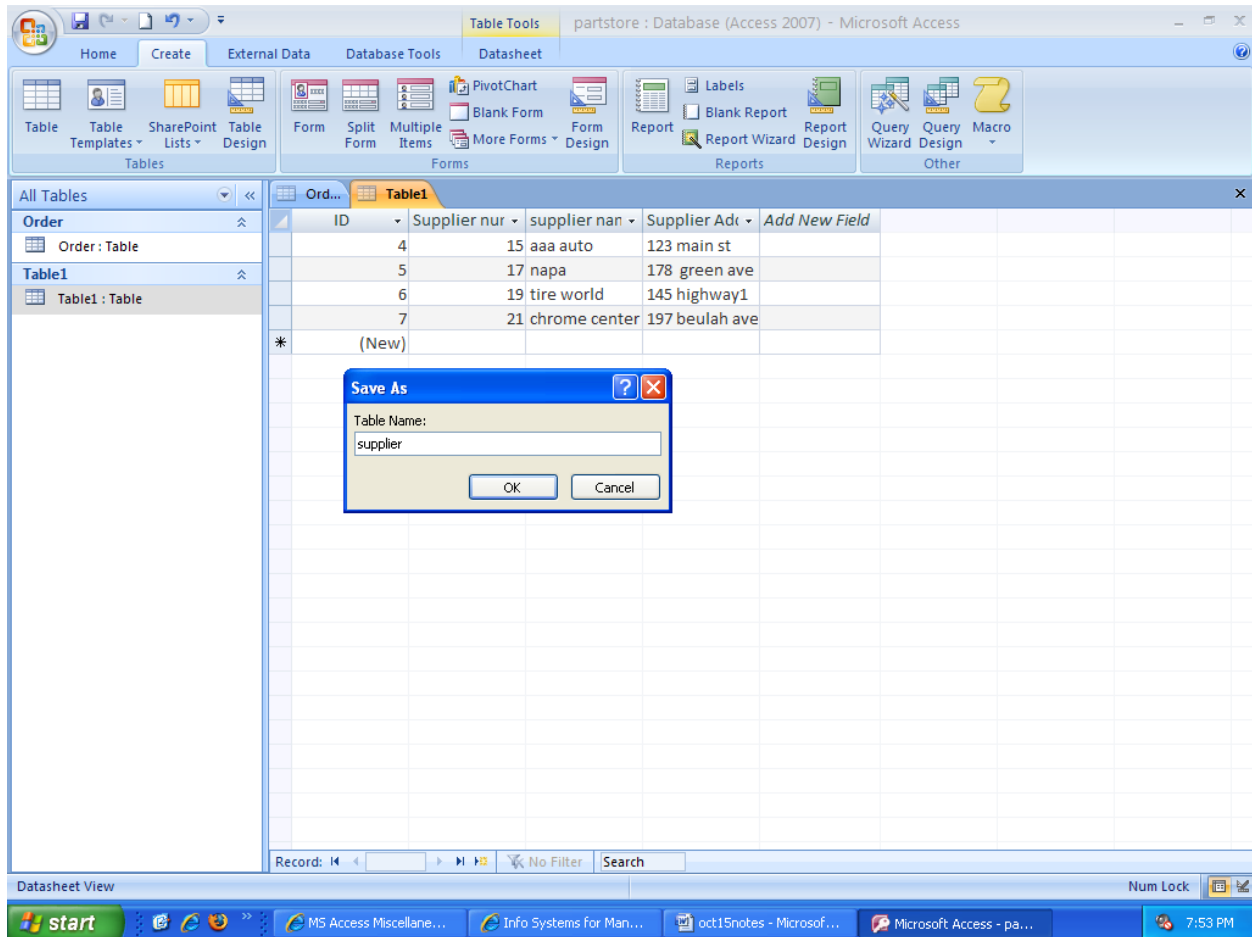 Table Tools partstore : Database (Access 2007) - Microsoft Access
Home Create External Data Database Tools Datasheet
Table
Table Templates
SharePoint Lists
Table Design
Tables
Form
Split Form
Multiple Items
PivotChart
Blank Form
More Forms
Form Design
Forms
Report
Labels
Blank Report
Report Wizard
Report Design
Reports
Query Wizard
Query Design
Macro
Other
All Tables
Order
Order : Table
Table1
Table1 : Table
Ord... Table1
ID Supplier nur supplier nan Supplier Adc Add New Field
4 15 aaa auto 123 main st
5 17 napa 178 green ave
6 19 tire world 145 highway1
7 21 chrome center 197 beulah ave
* (New)
Save As
Table Name:
supplier
OK Cancel
Record: No Filter Search
Datasheet View Num Lock
start MS Access Miscellane... Info Systems for Man... oct15notes - Microsof... Microsoft Access - pa... 7:53 PM